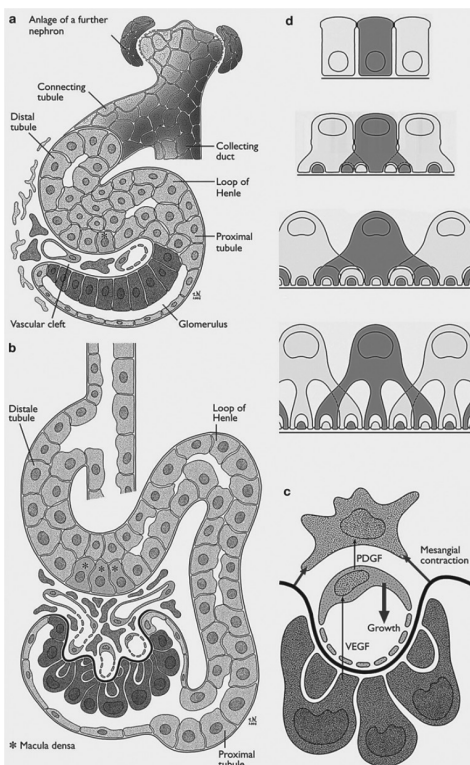 a
Anlage of a further
nephron
Connecting
tubule
Distal
tubule
Collecting
duct
Loop of
Henle
Proximal
tubule
Vascular cleft
Glomerulus
b
Distale
tubule
Loop of
Henle
* Macula densa
Proximal
tubule
d
c
PDGF
Mesangial
contraction
Growth
VEGF